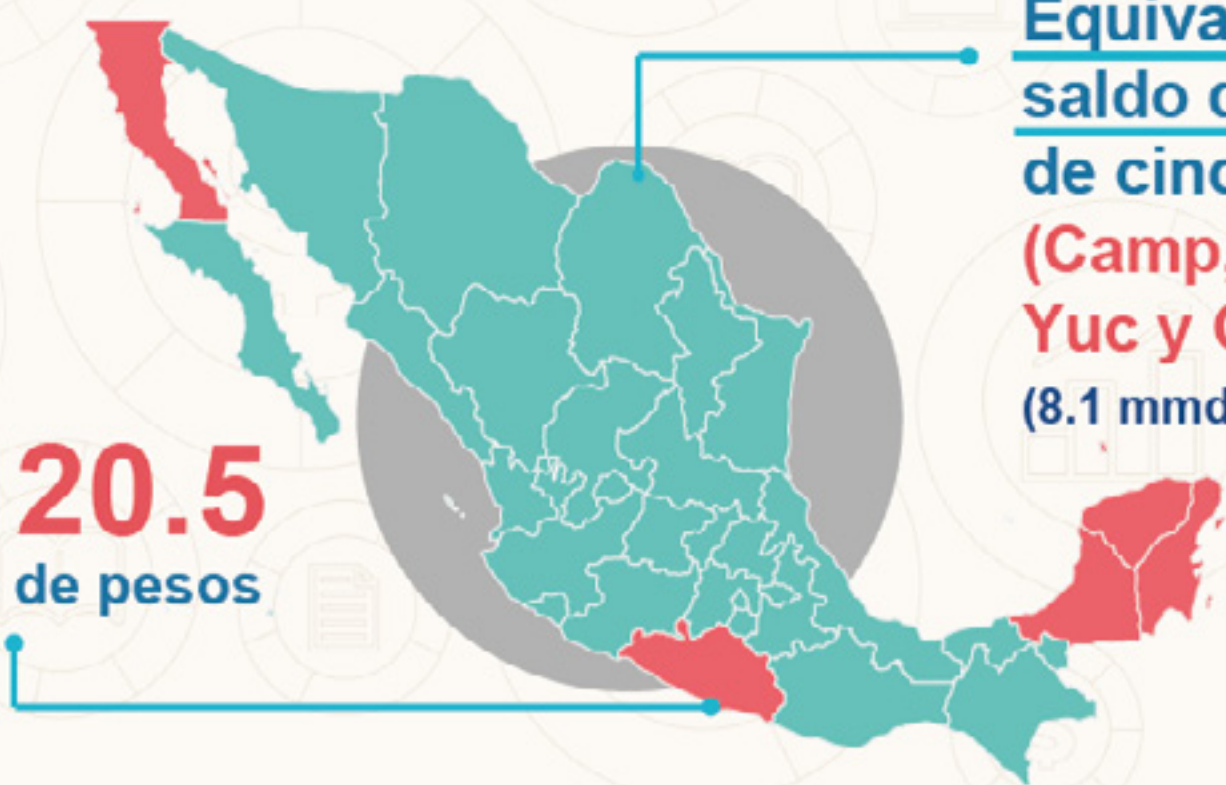 Equiva
saldo
de cinc
(Camp,
Yuc y
(8.1 mmd
20.5
de pesos